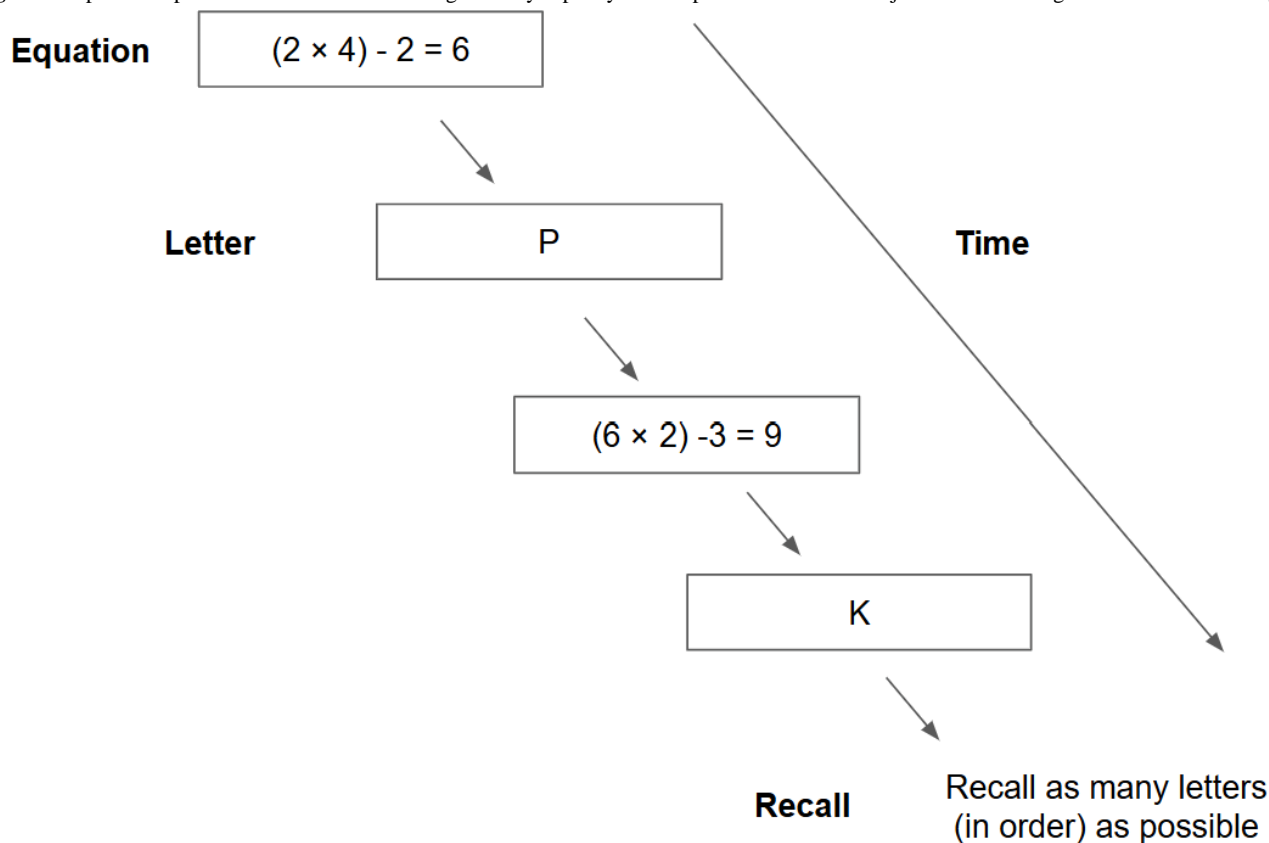 Equation
(2 × 4) - 2 = 6
Letter
P
Time
(6 × 2) -3 = 9
K
Recall
Recall as many letters
(in order) as possible